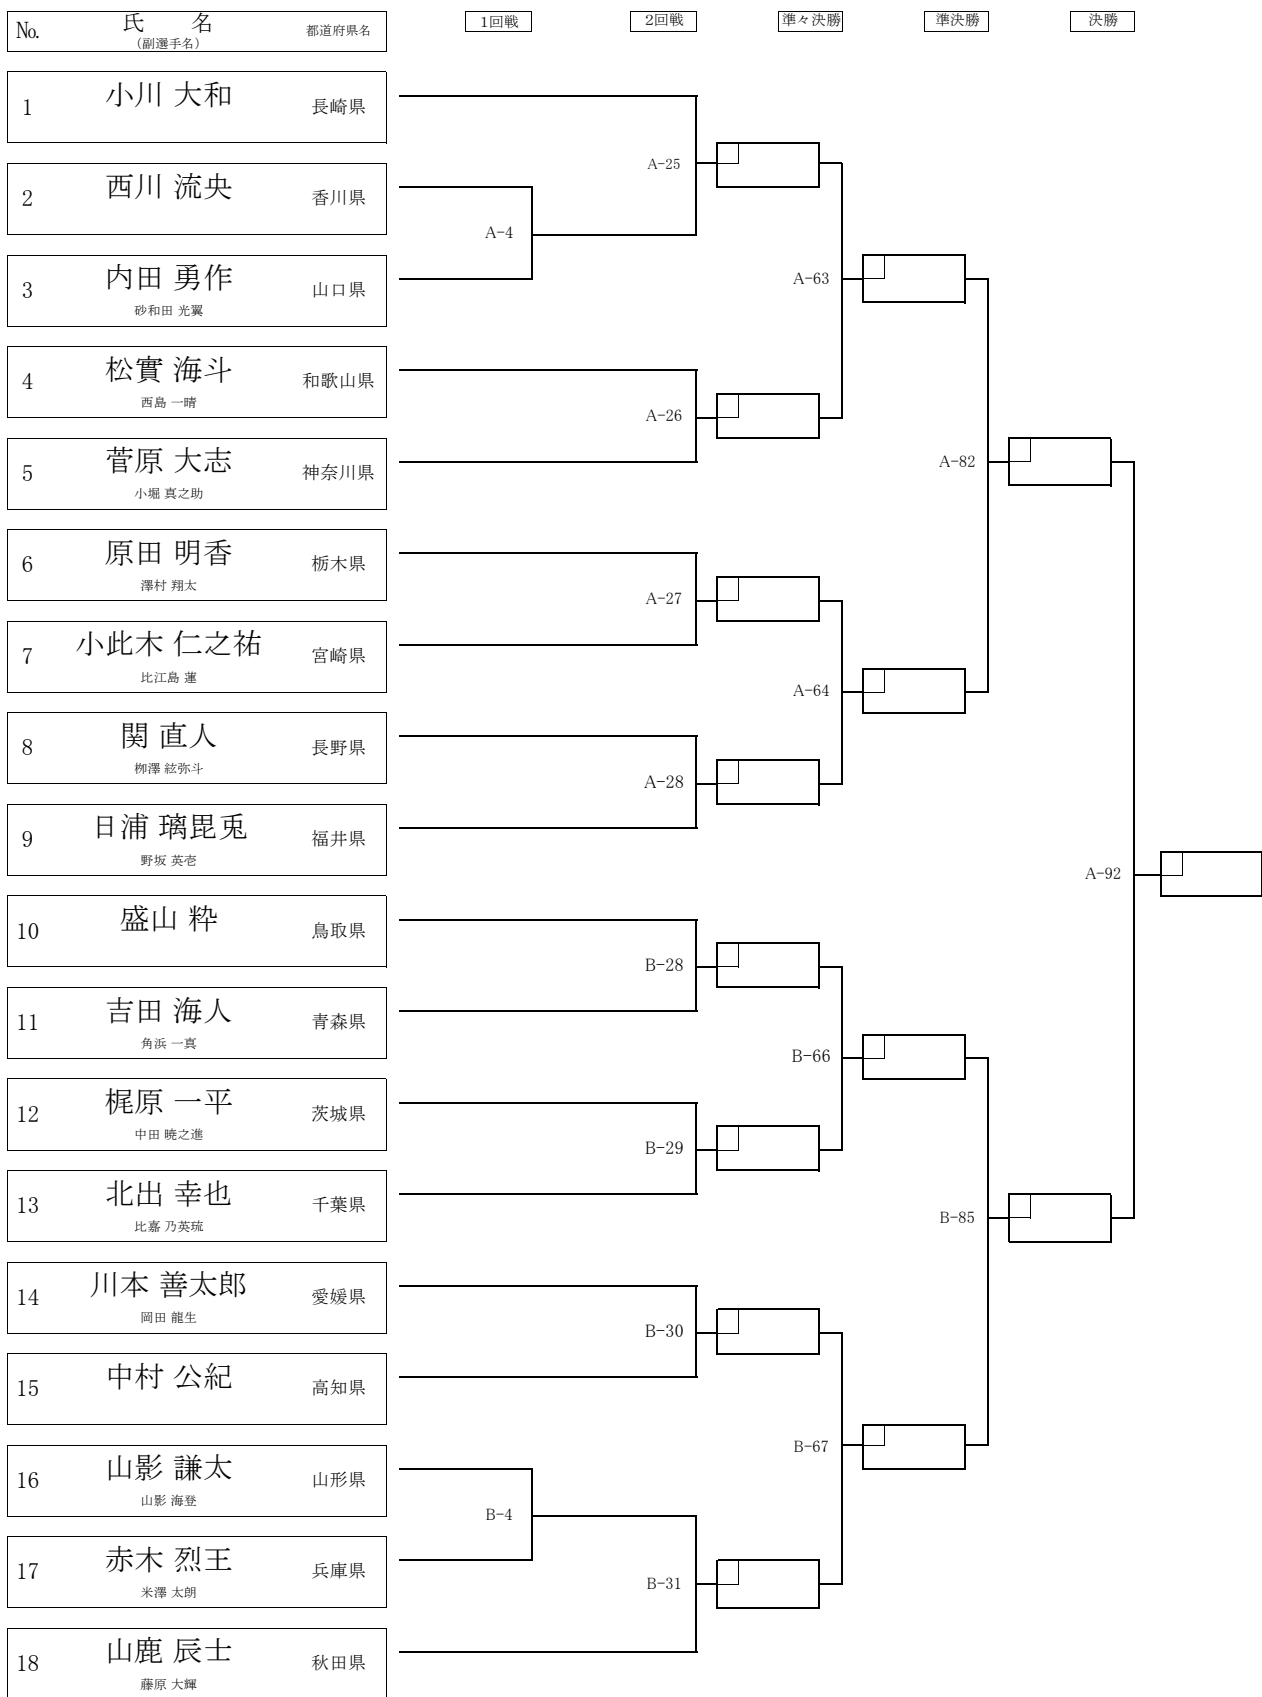 No. 氏 名 都道府県名 1回戦 2回戦 準々決勝 準決勝 決勝
(副選手名)
1 小川 大和 長崎県
A-25
2 西川 流央 香川県
A-4
3 内田 勇作 山口県
砂和田 光翼
A-63
4 松實 海斗 和歌山県
西島 一晴
A-26
5 菅原 大志 神奈川県
小堀 真之助
A-82
6 原田 明香 栃木県
澤村 翔太
A-27
7 小此木 仁之祐 宮崎県
比江島 蓮
A-64
8 関 直人 長野県
栁澤 絃弥斗
A-28
9 日浦 璃毘兎 福井県
野坂 英壱
A-92
10 盛山 粋 鳥取県
B-28
11 吉田 海人 青森県
角浜 一真
B-66
12 梶原 一平 茨城県
中田 暁之進
B-29
13 北出 幸也 千葉県
比嘉 乃英琉
B-85
14 川本 善太郎 愛媛県
岡田 龍生
B-30
15 中村 公紀 高知県
B-67
16 山影 謙太 山形県
山影 海登
B-4
17 赤木 烈王 兵庫県
米澤 太朗
B-31
18 山鹿 辰士 秋田県
藤原 大輝